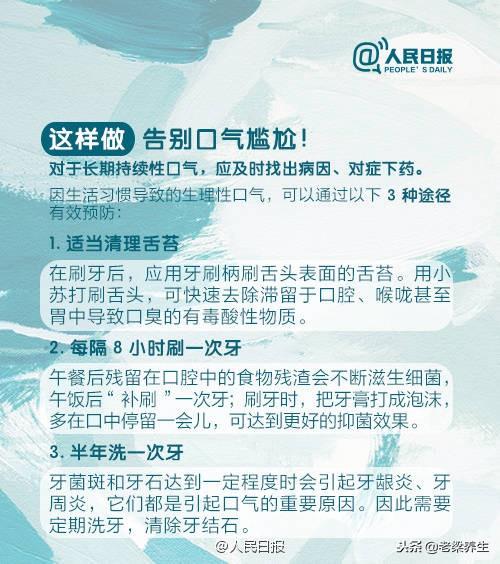 @人民日报
PEOPLE'S DAILY
这样做 告别口气尴尬!
对于长期持续性口气,应及时找出病因、对症下药。
因生活习惯导致的生理性口气,可以通过以下 3 种途径
有效预防:
1. 适当清理舌苔
在刷牙后,应用牙刷柄刷舌头表面的舌苔。用小
苏打刷舌头,可快速去除滞留于口腔、喉咙甚至
胃中导致口臭的有毒酸性物质。
2. 每隔 8 小时刷一次牙
午餐后残留在口腔中的食物残渣会不断滋生细菌,
午饭后“补刷”一次牙;刷牙时,把牙膏打成泡沫,
多在口中停留一会儿,可达到更好的抑菌效果。
3. 半年洗一次牙
牙菌斑和牙石达到一定程度时会引起牙龈炎、牙
周炎,它们都是引起口气的重要原因。因此需要
定期洗牙,清除牙结石。
@人民日报
头条@老梁养生